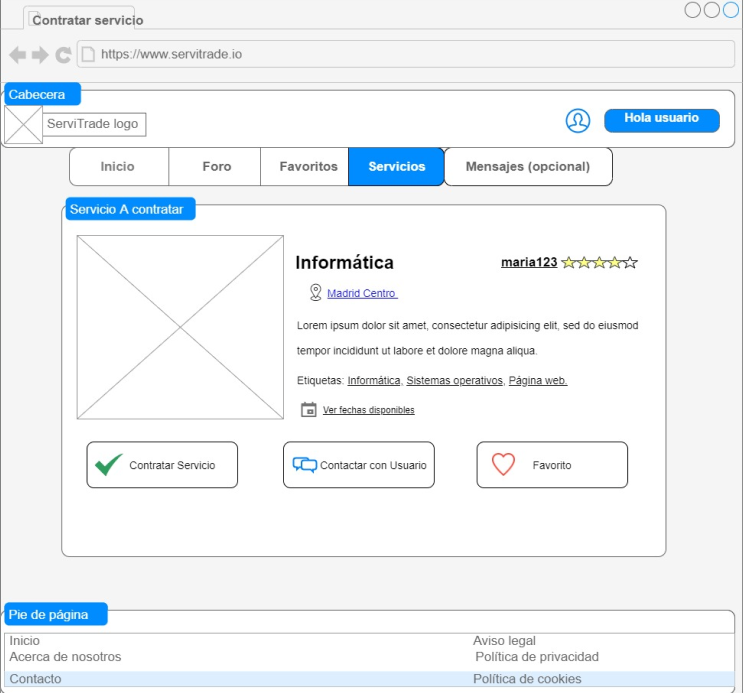 Contratar servicio
https://www.servitrade.io
Cabecera
ServiTrade logo
Hola usuario
Inicio Foro Favoritos Servicios Mensajes (opcional)
Servicio A contratar
Informática
maria123
Madrid Centro
Lorem ipsum dolor sit amet, consectetur adipisicing elit, sed do eiusmod
tempor incididunt ut labore et dolore magna aliqua.
Etiquetas: Informática, Sistemas operativos, Página web.
Ver fechas disponibles
Contratar Servicio
Contactar con Usuario
Favorito
Pie de página
Inicio
Aviso legal
Acerca de nosotros
Política de privacidad
Contacto
Política de cookies